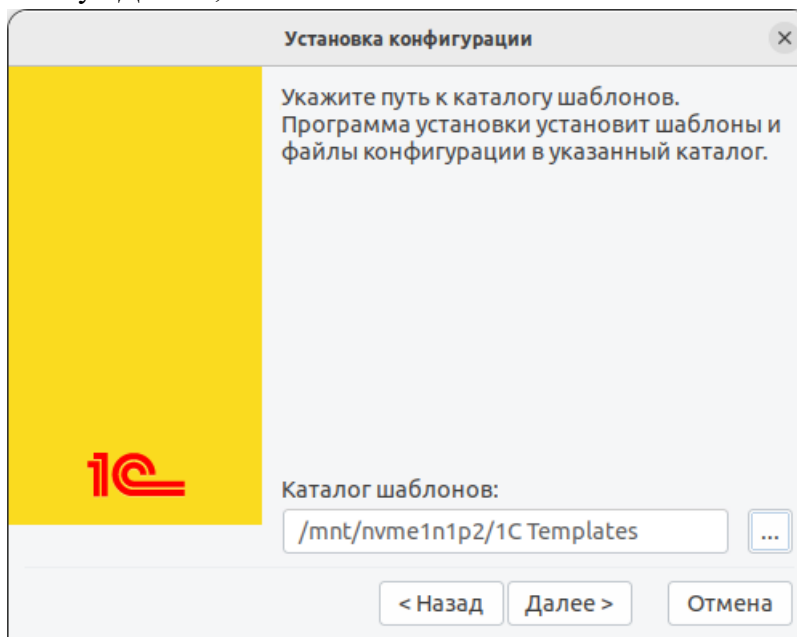 Установка конфигурации
Укажите путь к каталогу шаблонов.
Программа установки установит шаблоны и
файлы конфигурации в указанный каталог.
1С
Каталог шаблонов:
/mnt/nvme1n1p2/1C Templates
...
< Назад
Далее >
Отмена